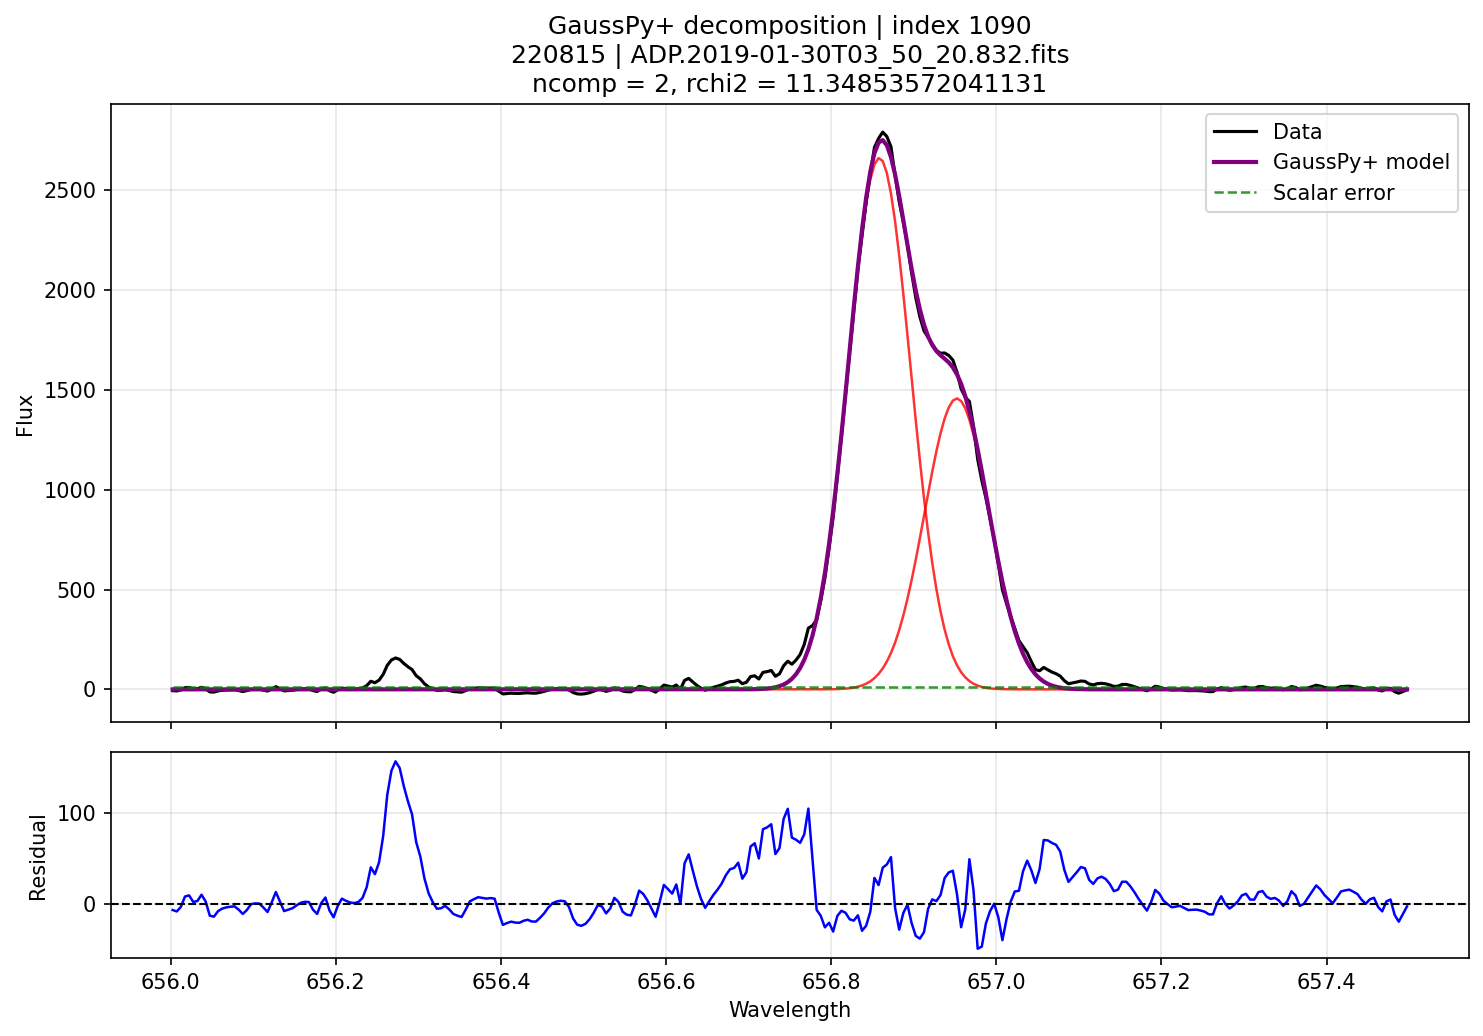 GaussPy+ decomposition | index 1090
220815 | ADP.2019-01-30T03_50_20.832.fits
ncomp = 2, rchi2 = 11.34853572041131
Data
GaussPy+ model
Scalar error
Flux
2500
2000
1500
1000
500
0
Residual
100
0
656.0 656.2 656.4 656.6 656.8 657.0 657.2 657.4
Wavelength